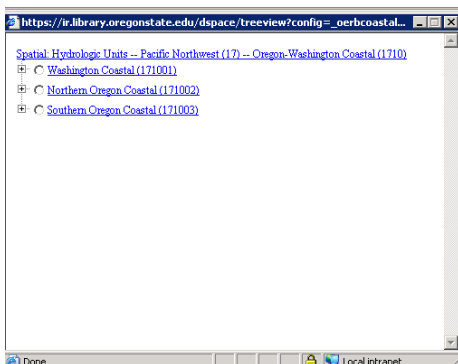 https://ir.library.oregonstate.edu/dspace/treeview?config=_oerbcoastal...
Spatial: Hydrologic Units -- Pacific Northwest (17) -- Oregon-Washington Coastal (1710)
Washington Coastal (171001)
Northern Oregon Coastal (171002)
Southern Oregon Coastal (171003)
Done
Local intranet